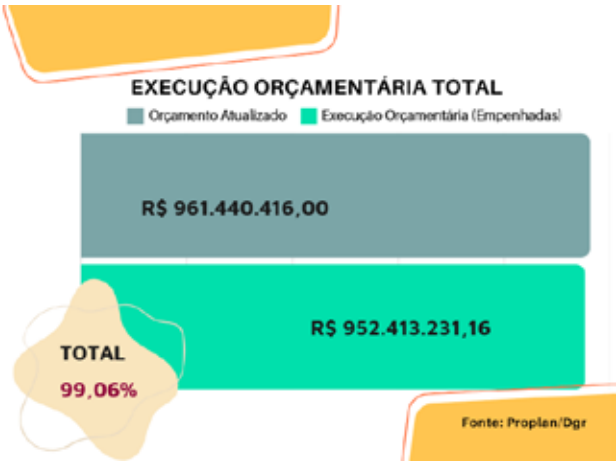 EXECUÇÃO ORÇAMENTÁRIA TOTAL
Orçamento Atualizado Execução Orçamentária (Empenhadas)
R$ 961.440.416,00
R$ 952.413.231,16
TOTAL
99,06%
Fonte: Proplan/Dgr